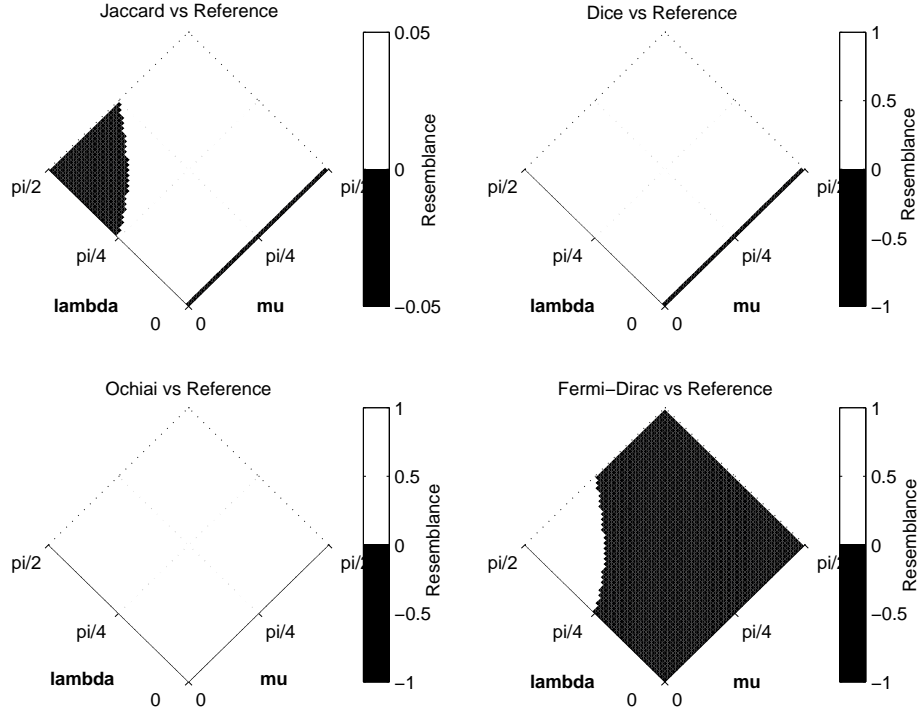 Jaccard vs Reference
0.05
0
−0.05
Resemblance
pi/2
pi/4
lambda
0
0
mu
pi/4
pi/2
Dice vs Reference
1
0.5
0
−0.5
−1
Resemblance
pi/2
pi/4
lambda
0
0
mu
pi/4
pi/2
Ochiai vs Reference
1
0.5
0
−0.5
−1
Resemblance
pi/2
pi/4
lambda
0
0
mu
pi/4
pi/2
Fermi−Dirac vs Reference
1
0.5
0
−0.5
−1
Resemblance
pi/2
pi/4
lambda
0
0
mu
pi/4
pi/2